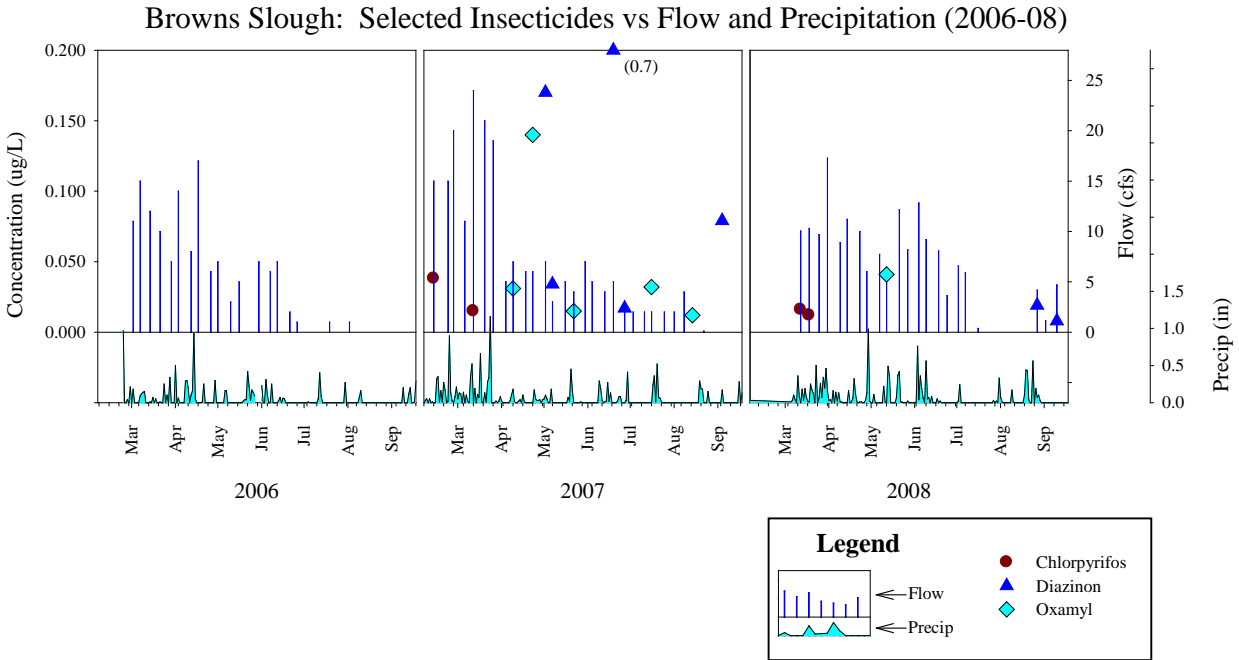 Browns Slough: Selected Insecticides vs Flow and Precipitation (2006-08)
Concentration (ug/L)
0.200
0.150
0.100
0.050
0.000
(0.7)
25
20
15
10
5
0
Flow (cfs)
1.5
1.0
0.5
0.0
Precip (in)
Mar Apr May Jun Jul Aug Sep
Mar Apr May Jun Jul Aug Sep
Mar Apr May Jun Jul Aug Sep
2006
2007
2008
Legend
Flow
Precip
Chlorpyrifos
Diazinon
Oxamyl